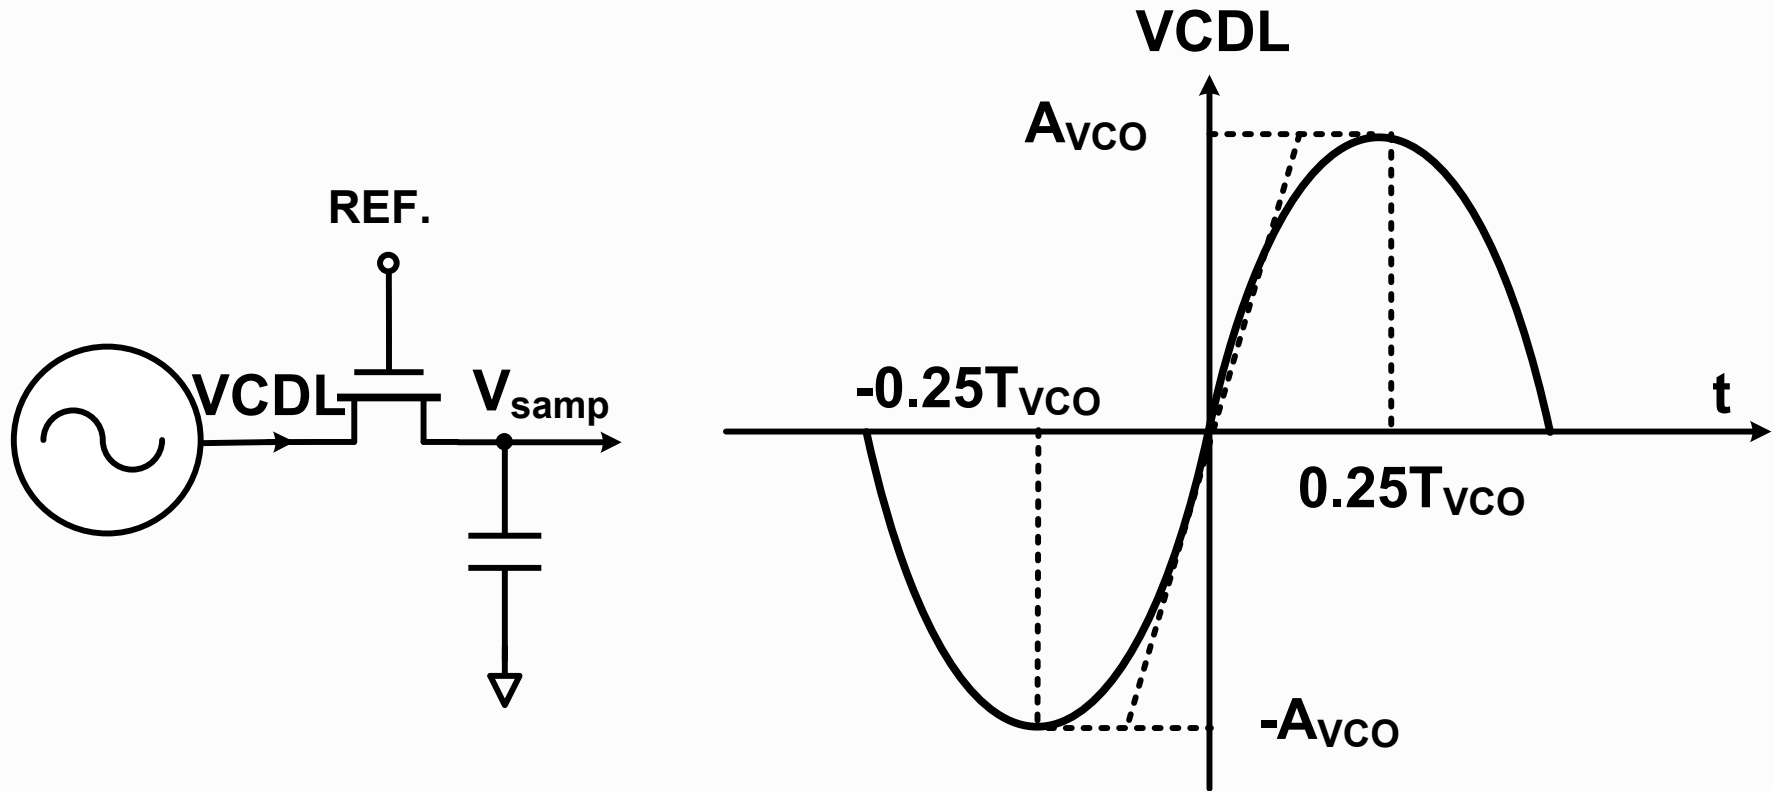 REF.
VCDL
Vsamp
VCDL
AVCO
-0.25TVCO
t
0.25TVCO
-AVCO